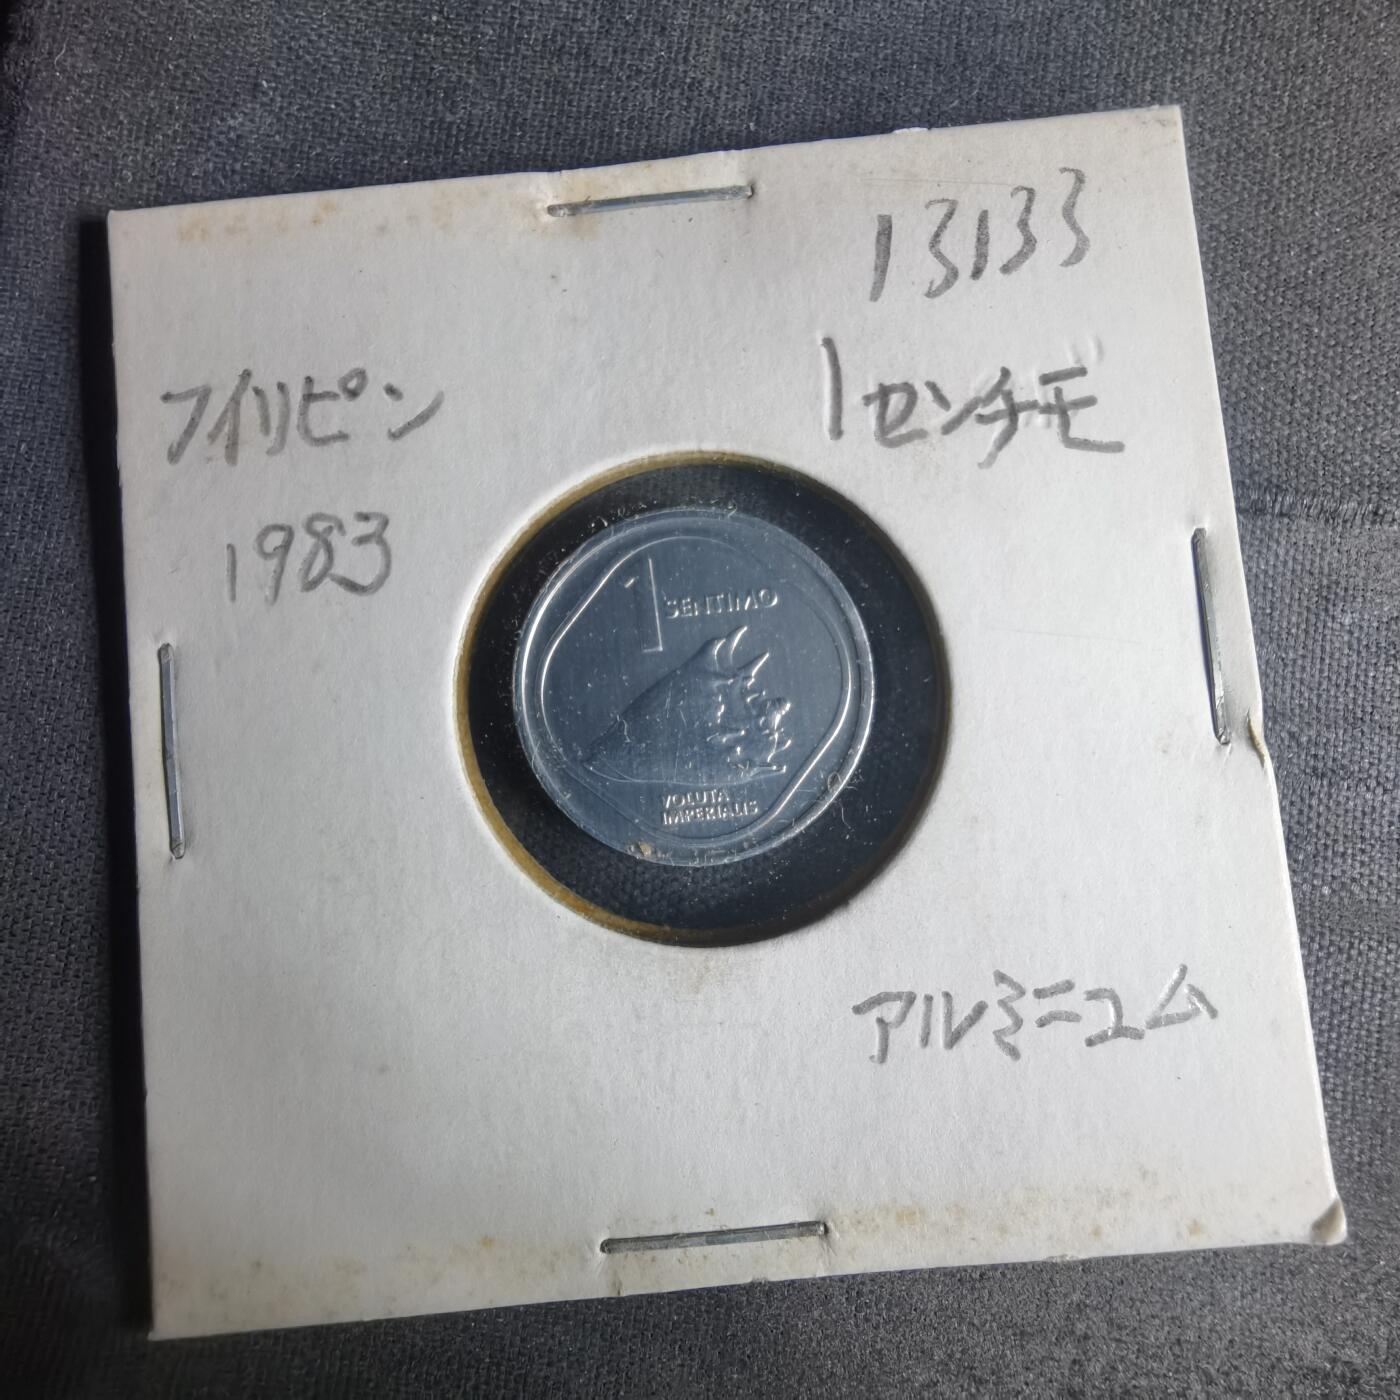 13133
フィリピン
1センチモ
1983
1
SENTIMO
VOLUTA
IMPERIALIS
アルミニユム